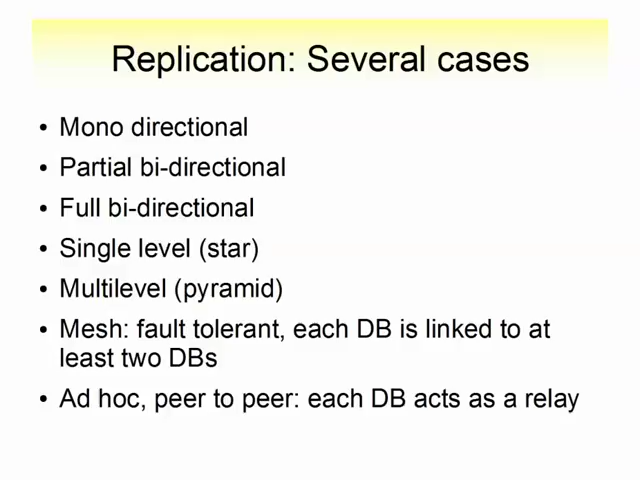 Replication: Several cases
• Mono directional
• Partial bi-directional
• Full bi-directional
• Single level (star)
• Multilevel (pyramid)
• Mesh: fault tolerant, each DB is linked to at
least two DBs
• Ad hoc, peer to peer: each DB acts as a relay